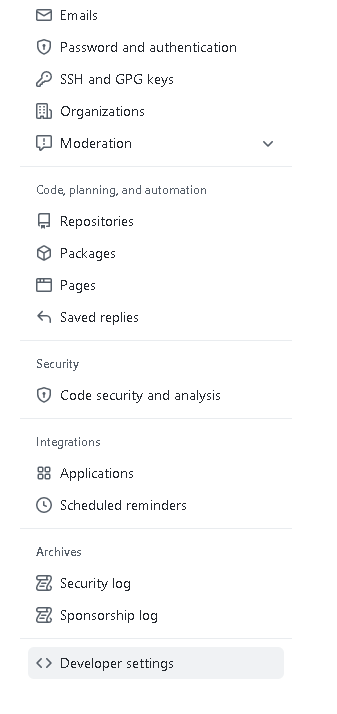 Emails
Password and authentication
SSH and GPG keys
Organizations
Moderation
Code, planning, and automation
Repositories
Packages
Pages
Saved replies
Security
Code security and analysis
Integrations
Applications
Scheduled reminders
Archives
Security log
Sponsorship log
Developer settings